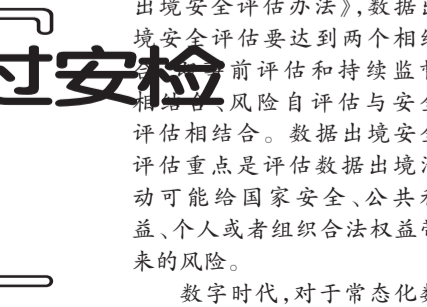 过安检
出境安全评估办法》,数据出
境安全评估要达到两个相结
前评估和持续监督
相结合、风险自评估与安全
评估相结合。数据出境安全
评估重点是评估数据出境活
动可能给国家安全、公共利
益、个人或者组织合法权益带
来的风险。
数字时代,对于常态化数